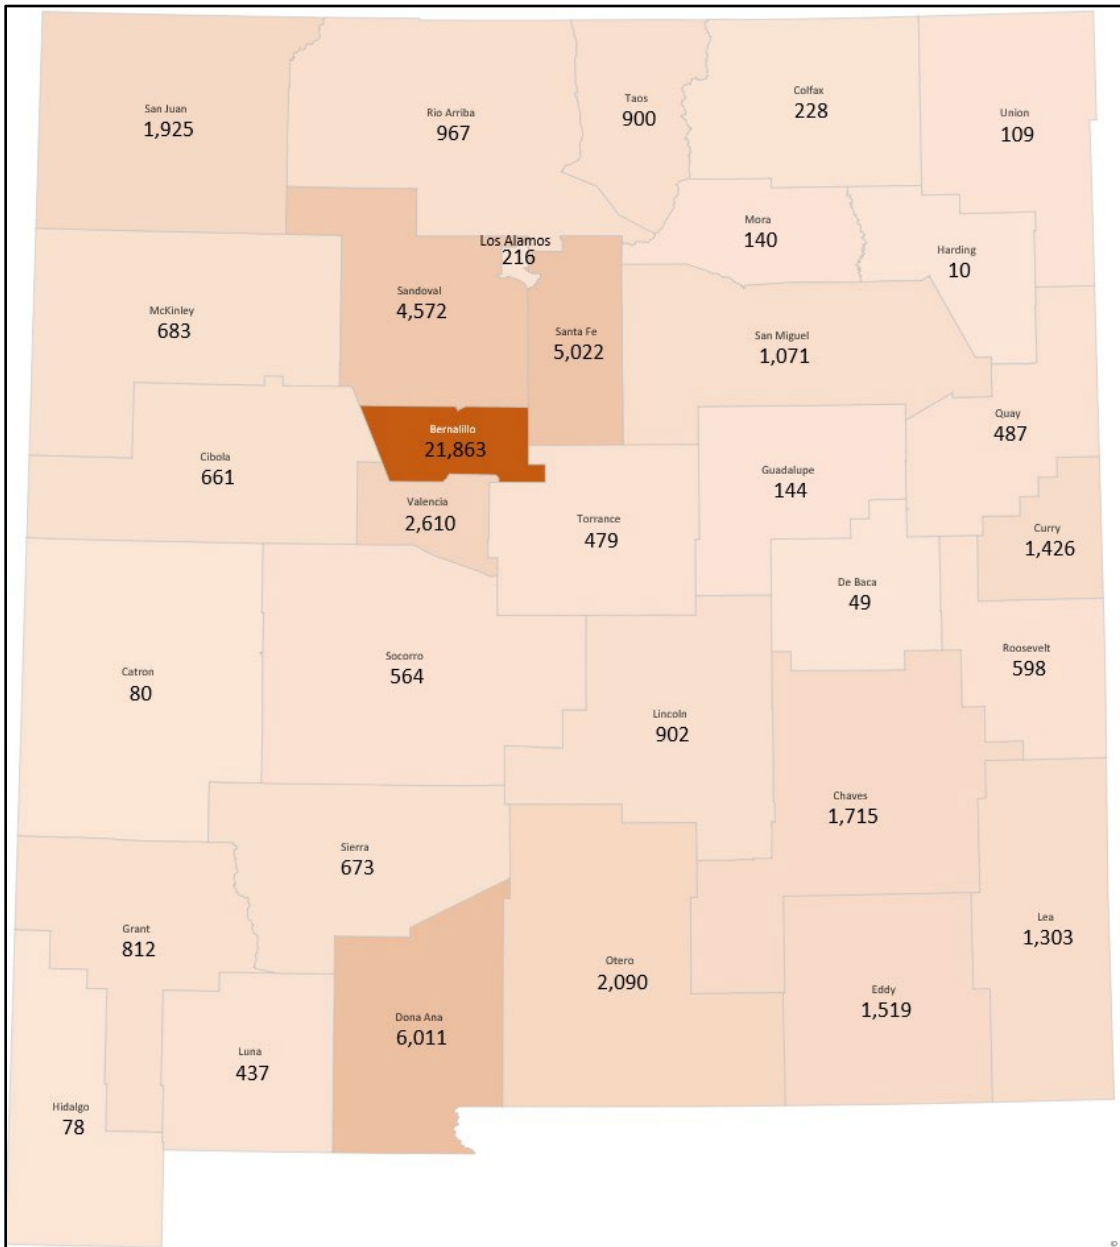 San Juan
1,925
Rio Arriba
967
Taos
900
Colfax
228
Union
109
Mora
140
Harding
10
Los Alamos
216
Sandoval
4,572
Santa Fe
5,022
McKinley
683
San Miguel
1,071
Quay
487
Bernalillo
21,863
Cibola
661
Guadalupe
144
Valencia
2,610
Torrance
479
Curry
1,426
De Baca
49
Roosevelt
598
Catron
80
Socorro
564
Lincoln
902
Chaves
1,715
Sierra
673
Grant
812
Lea
1,303
Otero
2,090
Eddy
1,519
Dona Ana
6,011
Luna
437
Hidalgo
78